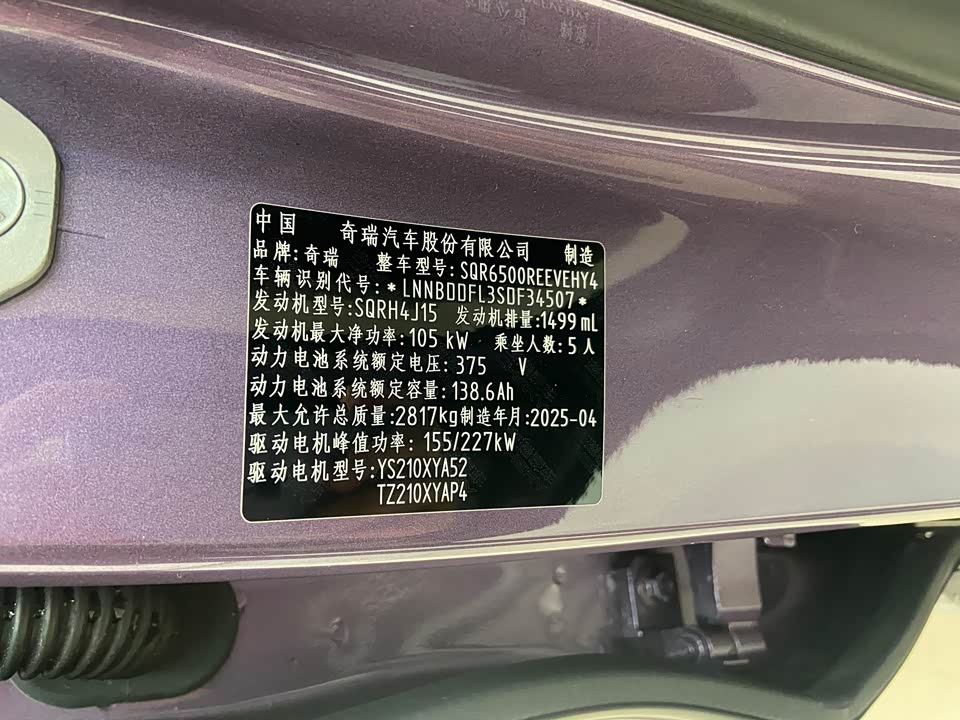 中国 奇瑞汽车股份有限公司 制造
品牌:奇瑞 整车型号:SQR6500REEVEHY4
车辆识别代号:*LNNBDDFL3SDF34507*
发动机型号:SQRH4J15 发动机排量:1499mL
发动机最大净功率:105 kW 乘坐人数:5人
动力电池系统额定电压:375 V
动力电池系统额定容量:138.6Ah
最大允许总质量:2817kg制造年月:2025-04
驱动电机峰值功率:155/227kW
驱动电机型号:YS210XYA52
TZ210XYAP4